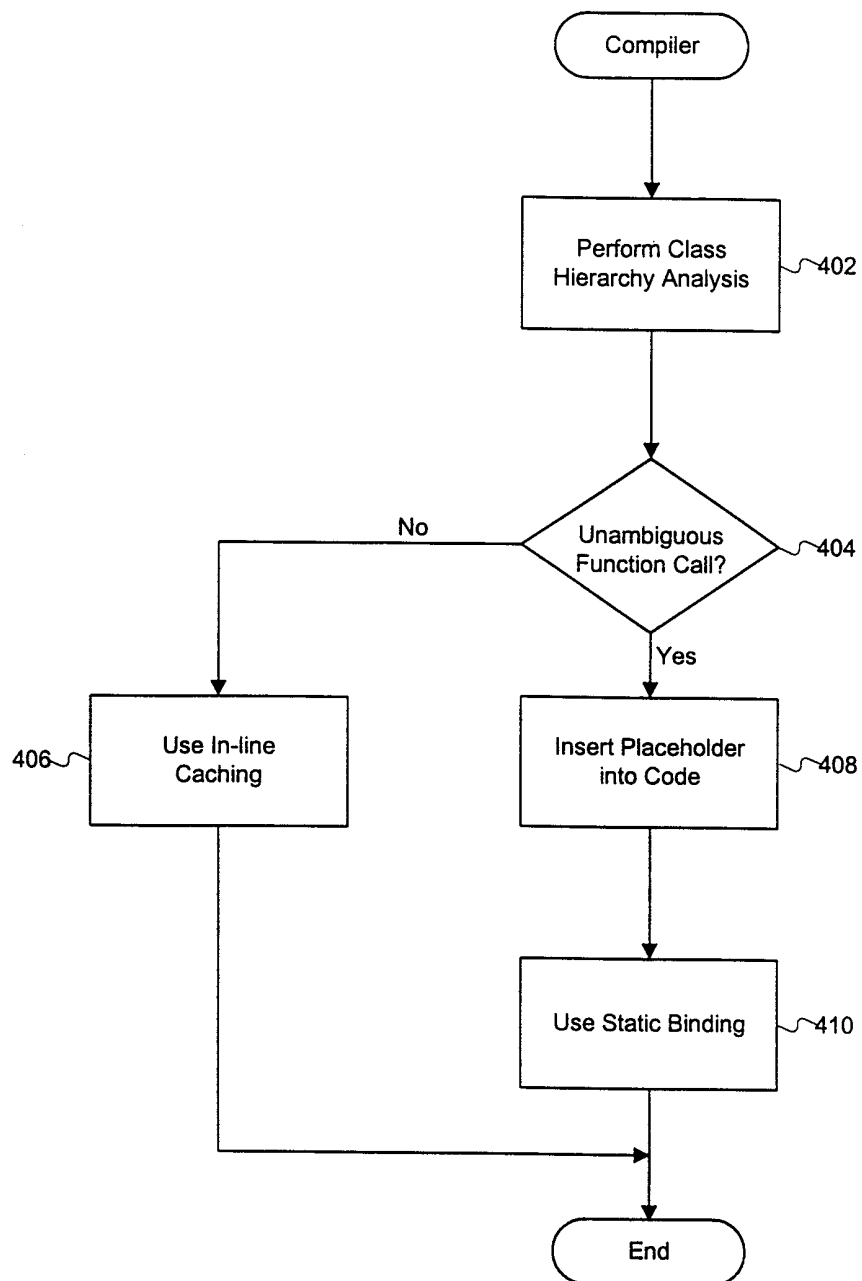 Compiler
Perform Class
Hierarchy Analysis
402
Unambiguous
Function Call?
404
No
Yes
Use In-line
Caching
406
Insert Placeholder
into Code
408
Use Static Binding
410
End